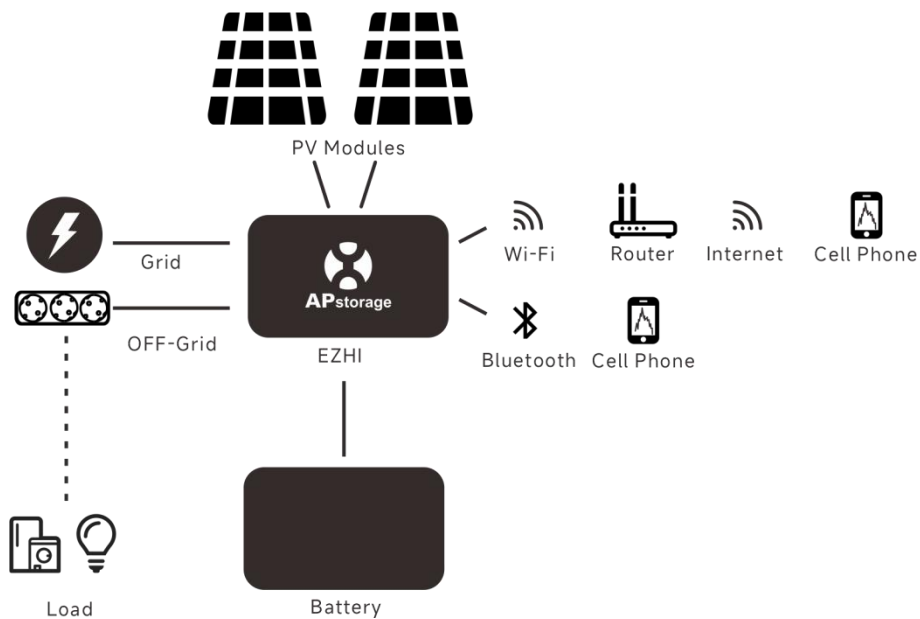 PV Modules
Grid
APstorage
Wi-Fi
Router
Internet
Cell Phone
OFF-Grid
EZHI
Bluetooth
Cell Phone
Load
Battery